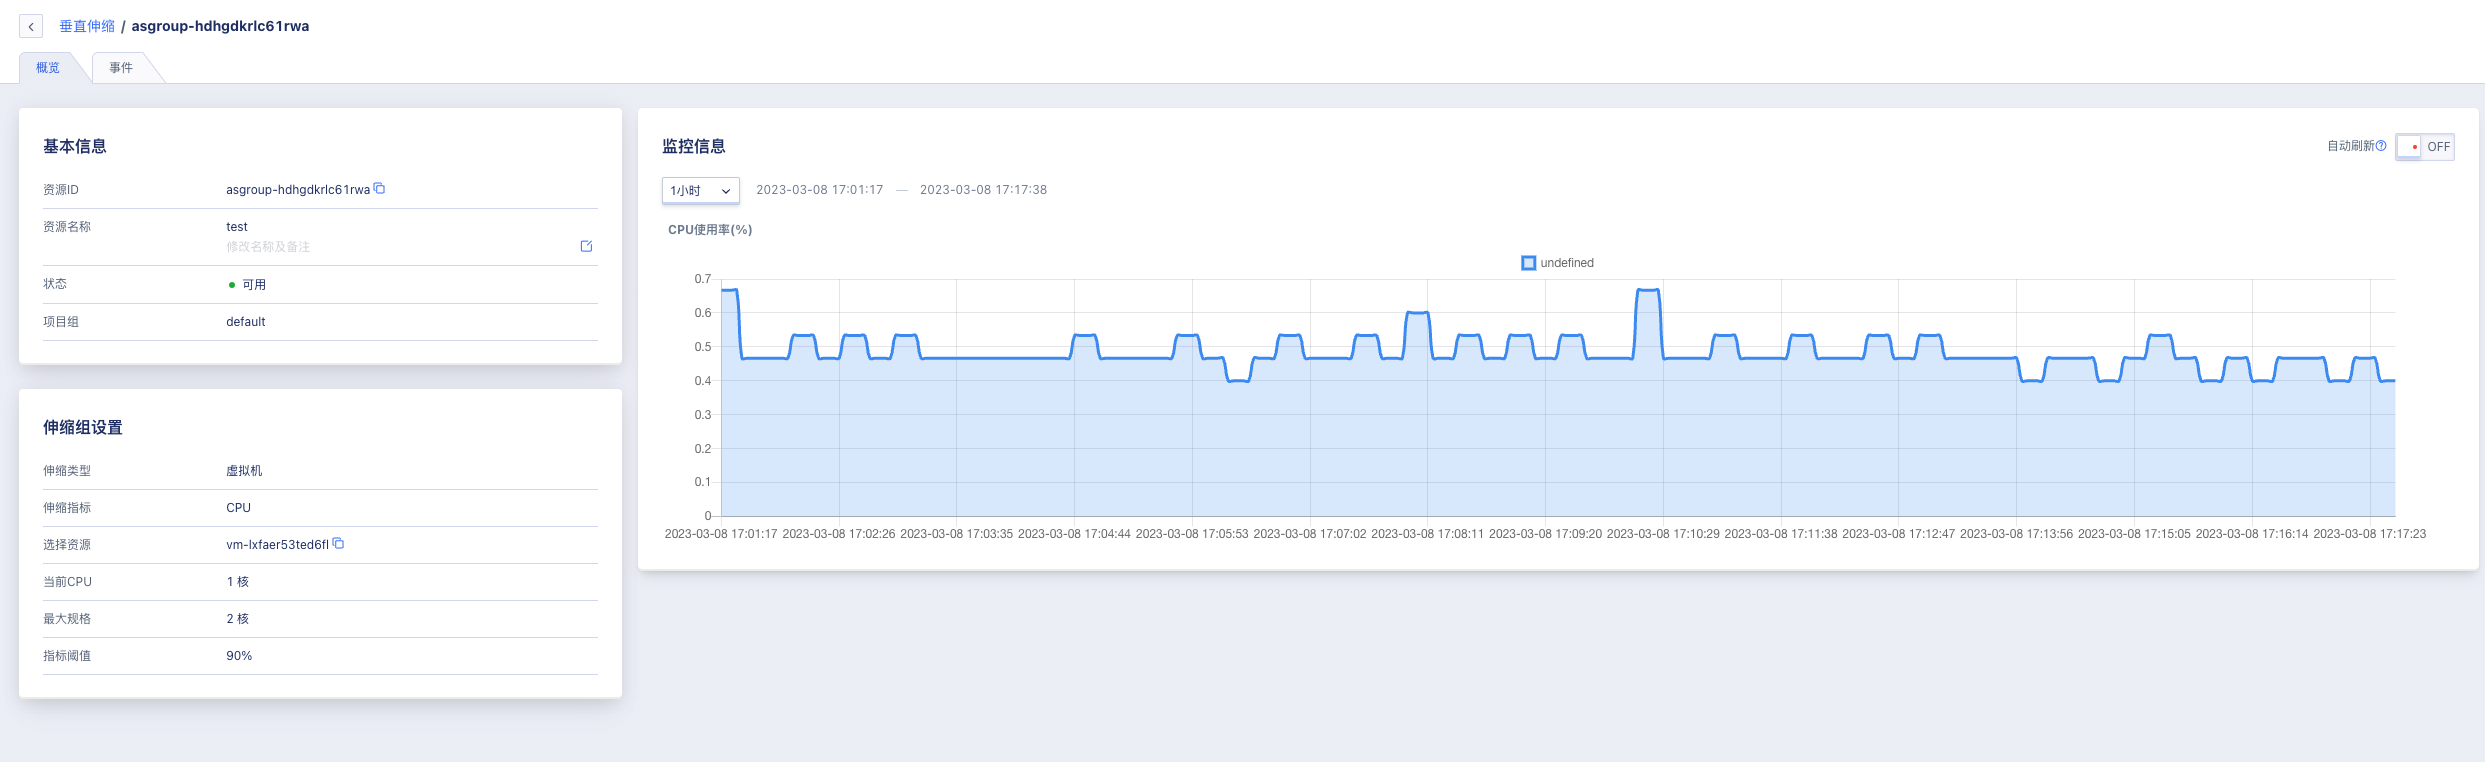 垂直伸缩 / asgroup-hdhgdkrlc61rwa
概览 事件
基本信息
资源ID asgroup-hdhgdkrlc61rwa
资源名称 test
修改名称及备注
状态 可用
项目组 default
伸缩组设置
伸缩类型 虚拟机
伸缩指标 CPU
选择资源 vm-lxfaer53ted6fl
当前CPU 1 核
最大规格 2 核
指标阈值 90%
监控信息
自动刷新 OFF
1小时 2023-03-08 17:01:17 — 2023-03-08 17:17:38
CPU使用率(%)
undefined
0.7
0.6
0.5
0.4
0.3
0.2
0.1
0
2023-03-08 17:01:17 2023-03-08 17:02:26 2023-03-08 17:03:35 2023-03-08 17:04:44 2023-03-08 17:05:53 2023-03-08 17:07:02 2023-03-08 17:08:11 2023-03-08 17:09:20 2023-03-08 17:10:29 2023-03-08 17:11:38 2023-03-08 17:12:47 2023-03-08 17:13:56 2023-03-08 17:15:05 2023-03-08 17:16:14 2023-03-08 17:17:23